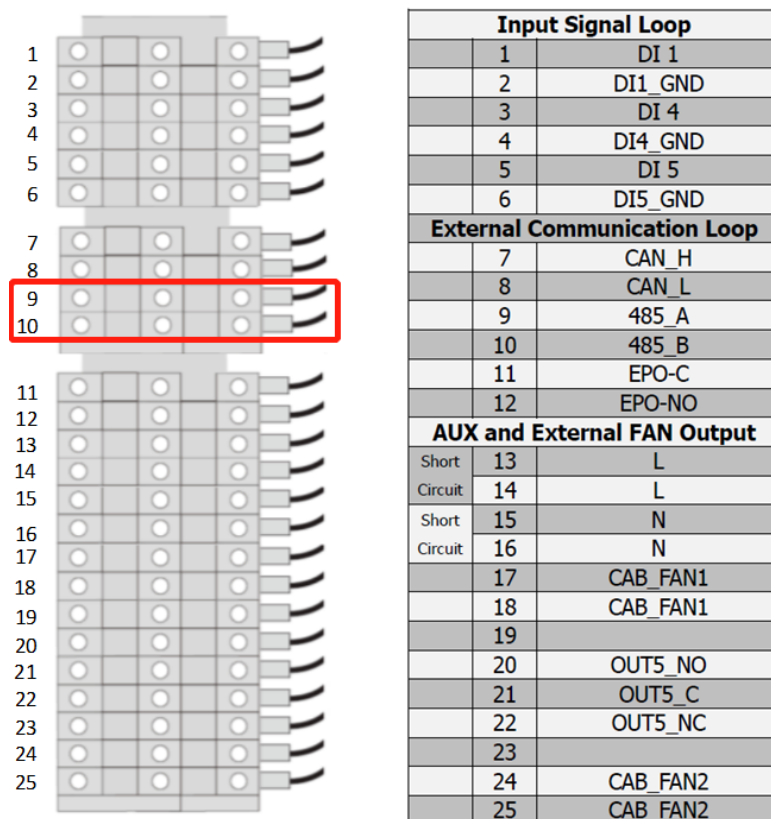 1
2
3
4
5
6
7
8
9
10
11
12
13
14
15
16
17
18
19
20
21
22
23
24
25
Input Signal Loop
1 DI 1
2 DI1_GND
3 DI 4
4 DI4_GND
5 DI 5
6 DI5_GND
External Communication Loop
7 CAN_H
8 CAN_L
9 485_A
10 485_B
11 EPO-C
12 EPO-NO
AUX and External FAN Output
Short 13 L
Circuit 14 L
Short 15 N
Circuit 16 N
17 CAB_FAN1
18 CAB_FAN1
19
20 OUT5_NO
21 OUT5_C
22 OUT5_NC
23
24 CAB_FAN2
25 CAB_FAN2